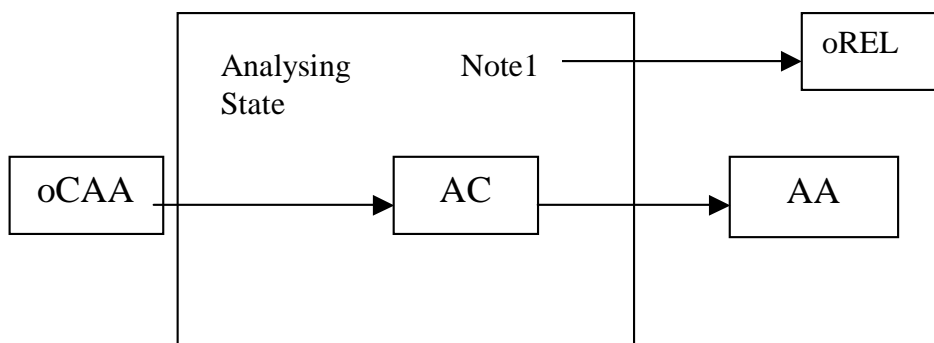 Analysing
State
Note1
oREL
oCAA
AC
AA